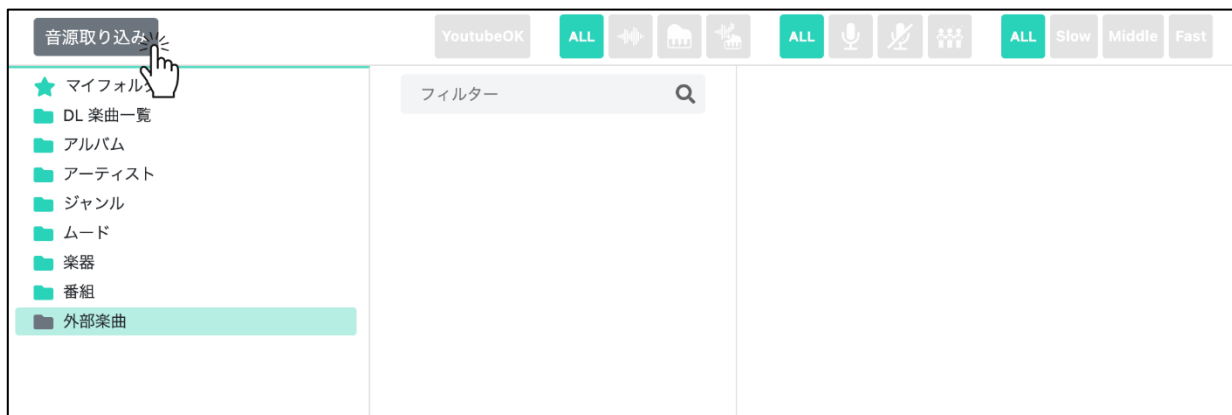 音源取り込み
YoutubeOK ALL ALL ALL Slow Middle Fast
マイフォルダ
フィルター
DL 楽曲一覧
アルバム
アーティスト
ジャンル
ムード
楽器
番組
外部楽曲